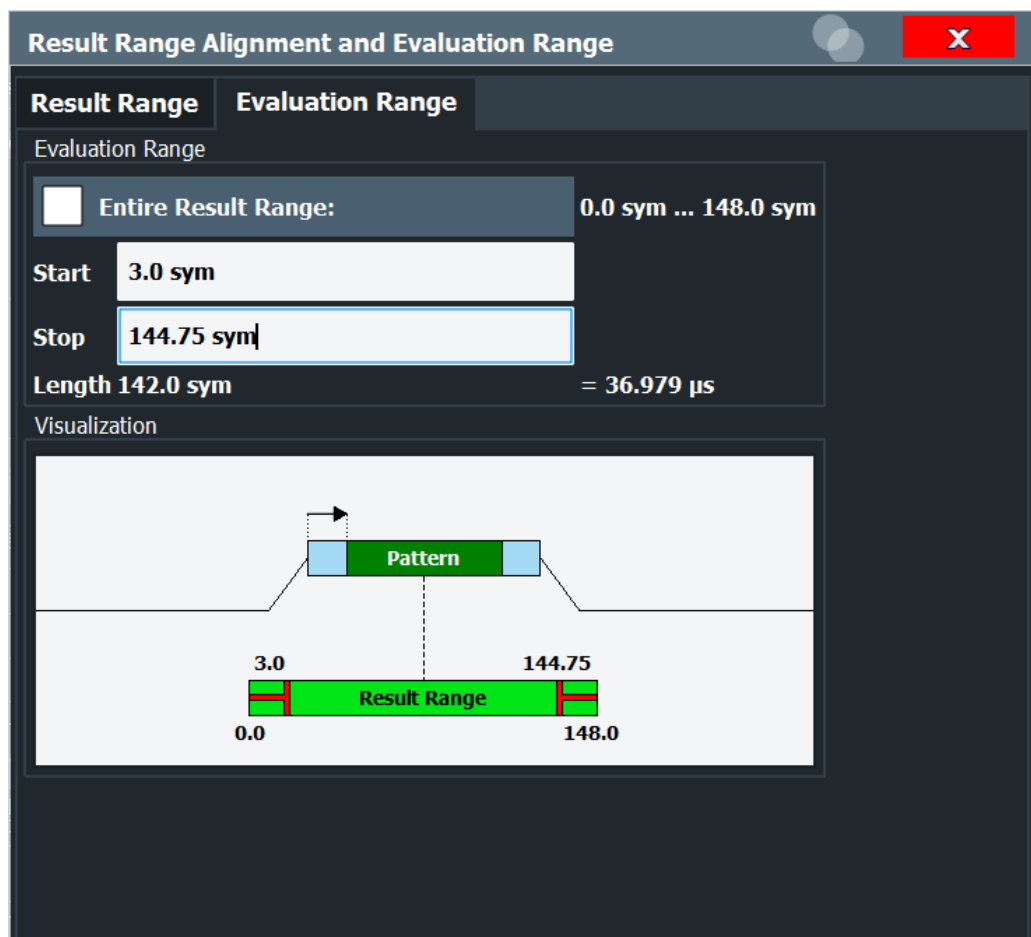 Result Range Alignment and Evaluation Range X
Result Range Evaluation Range
Evaluation Range
Entire Result Range: 0.0 sym ... 148.0 sym
Start 3.0 sym
Stop 144.75 sym
Length 142.0 sym = 36.979 µs
Visualization
Pattern
3.0 144.75
Result Range
0.0 148.0